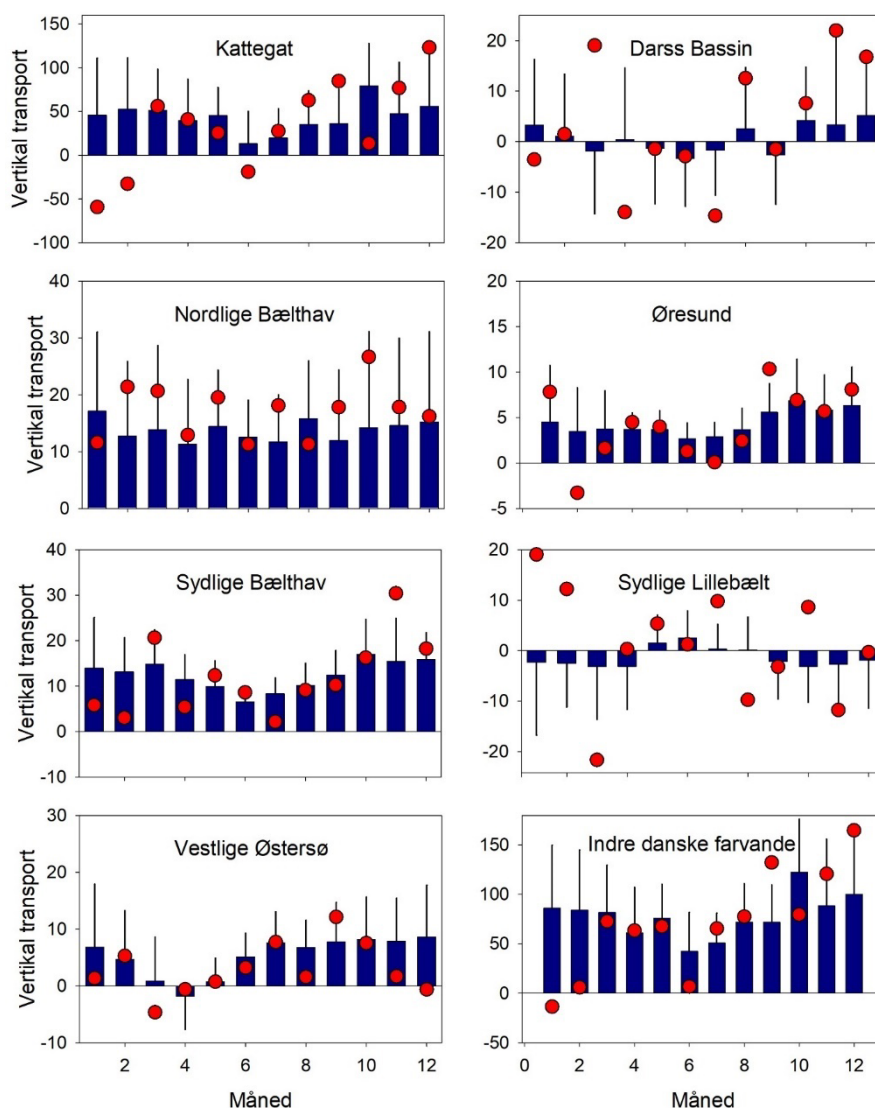 Kattegat
Vertikal transport
150
100
50
0
-50
-100
Darss Bassin
20
10
0
-10
-20
Nordlige Bælthav
Vertikal transport
40
30
20
10
0
Øresund
20
15
10
5
0
-5
Sydlige Bælthav
Vertikal transport
40
30
20
10
0
-10
Sydlige Lillebælt
20
10
0
-10
-20
Vestlige Østersø
Vertikal transport
30
20
10
0
-10
2 4 6 8 10 12
Måned
Indre danske farvande
150
100
50
0
-50
0 2 4 6 8 10 12
Måned